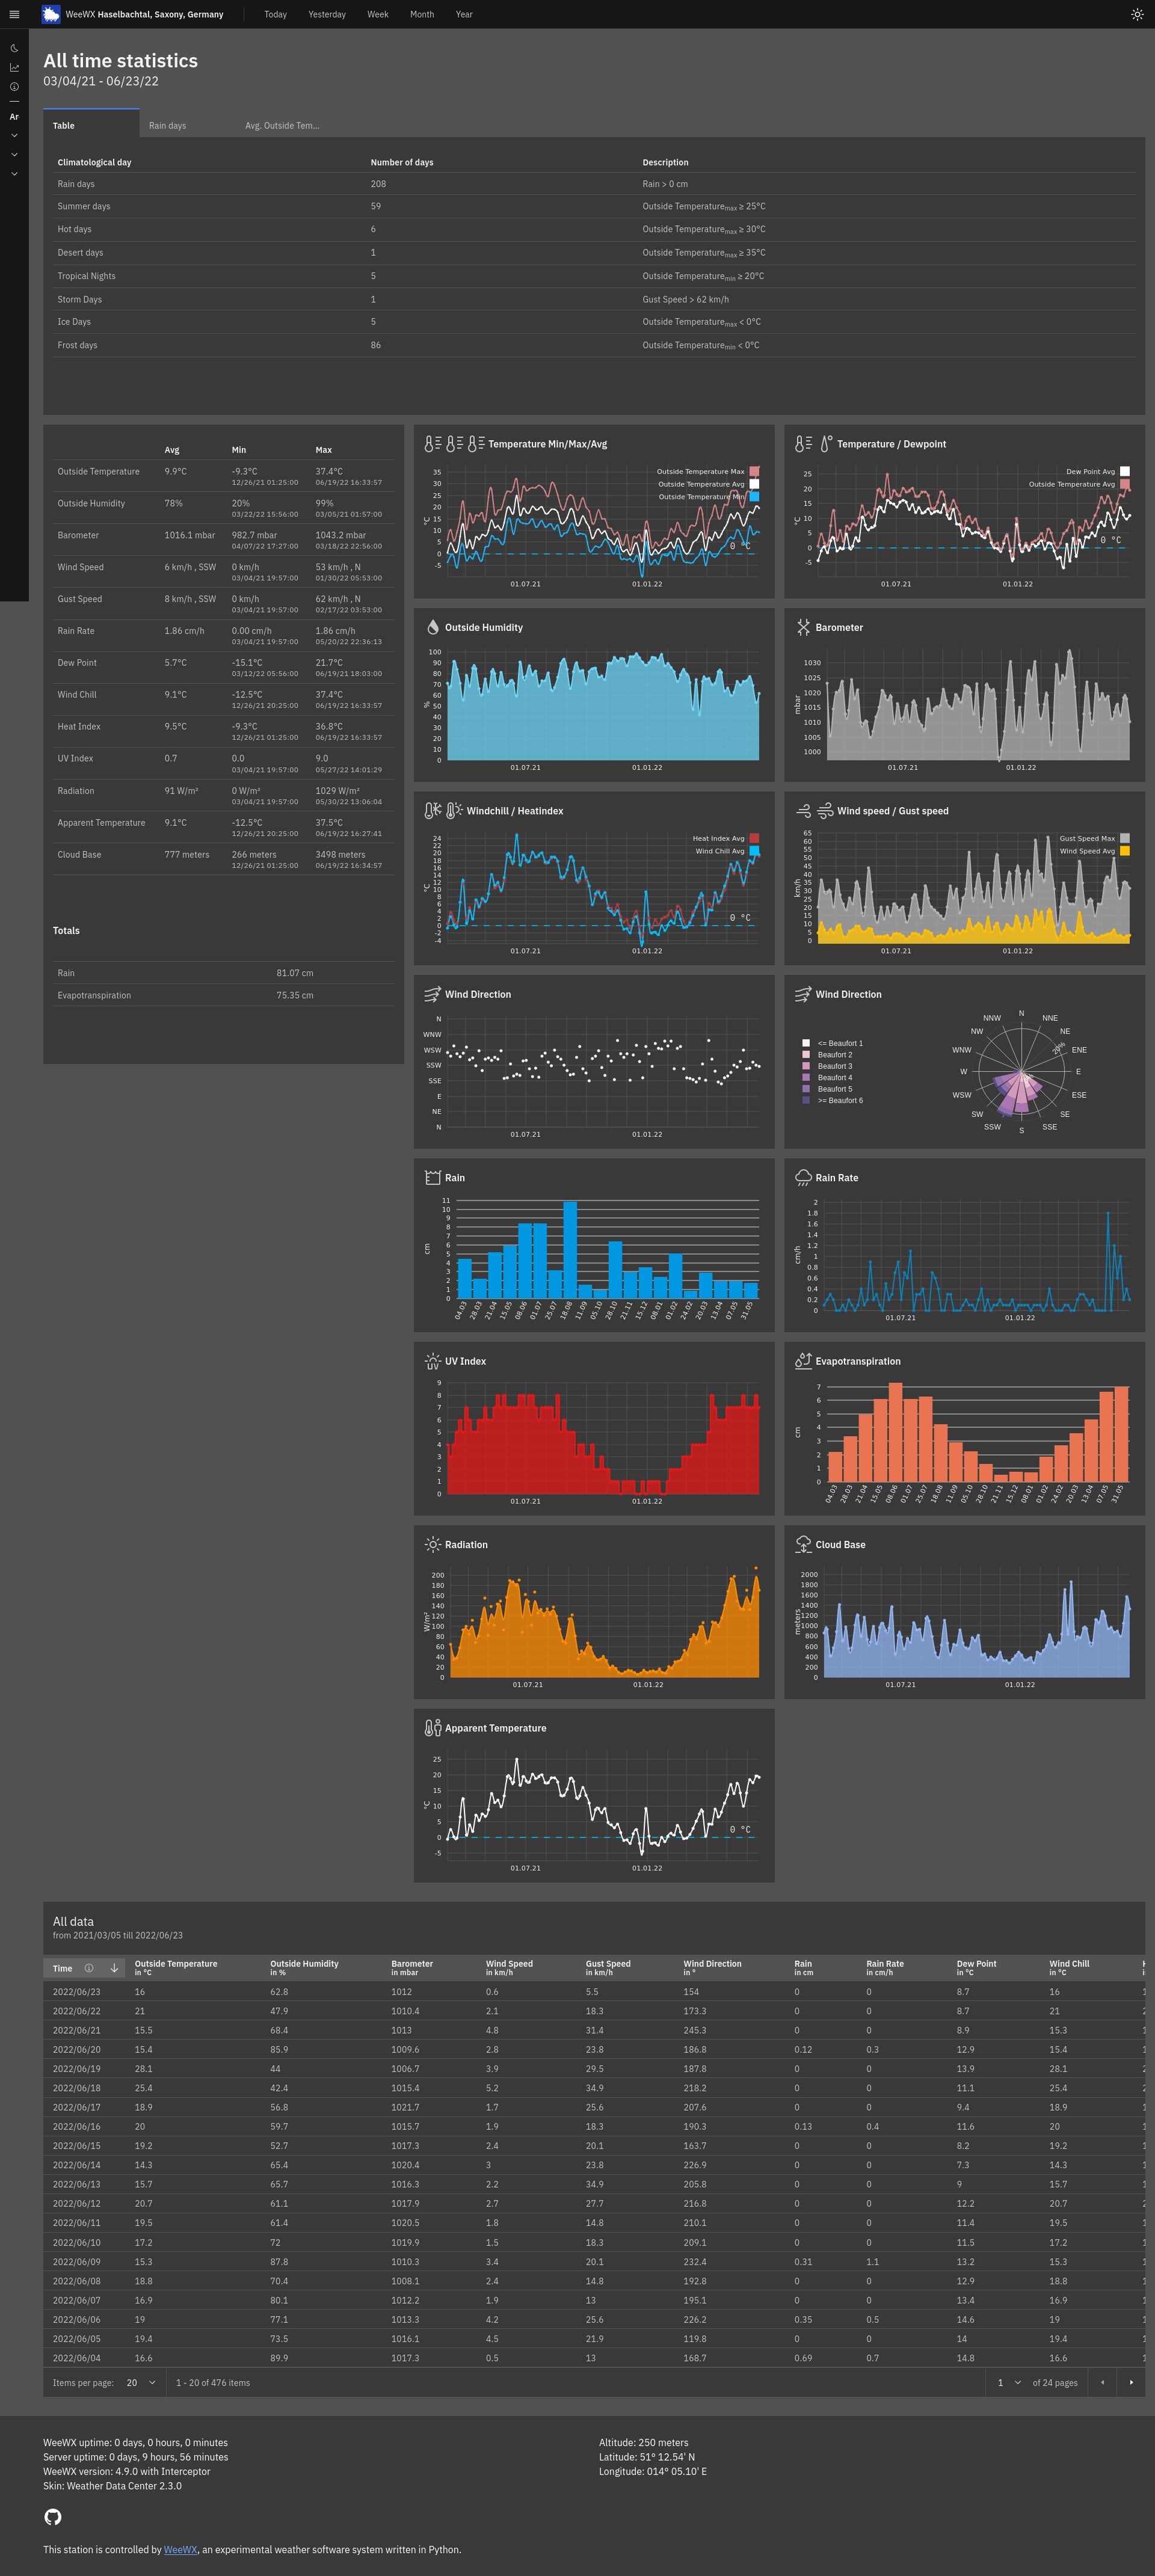 WeeWX Haselbachtal, Saxony, Germany Today Yesterday Week Month Year
Ar
All time statistics
03/04/21 - 06/23/22
Table Rain days Avg. Outside Tem...
Climatological day Number of days Description
Rain days 208 Rain > 0 cm
Summer days 59 Outside Temperaturemax ≥ 25°C
Hot days 6 Outside Temperaturemax ≥ 30°C
Desert days 1 Outside Temperaturemax ≥ 35°C
Tropical Nights 5 Outside Temperaturemin ≥ 20°C
Storm Days 1 Gust Speed > 62 km/h
Ice Days 5 Outside Temperaturemax < 0°C
Frost days 86 Outside Temperaturemin < 0°C
Avg Min Max
Outside Temperature 9.9°C -9.3°C 37.4°C
12/26/21 01:25:00 06/19/22 16:33:57
Outside Humidity 78% 20% 99%
03/22/22 15:56:00 03/05/21 01:57:00
Barometer 1016.1 mbar 982.7 mbar 1043.2 mbar
04/07/22 17:27:00 03/18/22 22:56:00
Wind Speed 6 km/h , SSW 0 km/h 53 km/h , N
03/04/21 19:57:00 01/30/22 05:53:00
Gust Speed 8 km/h , SSW 0 km/h 62 km/h , N
03/04/21 19:57:00 02/17/22 03:53:00
Rain Rate 1.86 cm/h 0.00 cm/h 1.86 cm/h
03/04/21 19:57:00 05/20/22 22:36:13
Dew Point 5.7°C -15.1°C 21.7°C
03/12/22 05:56:00 06/19/21 18:03:00
Wind Chill 9.1°C -12.5°C 37.4°C
12/26/21 20:25:00 06/19/22 16:33:57
Heat Index 9.5°C -9.3°C 36.8°C
12/26/21 01:25:00 06/19/22 16:33:57
UV Index 0.7 0.0 9.0
03/04/21 19:57:00 05/27/22 14:01:29
Radiation 91 W/m² 0 W/m² 1029 W/m²
03/04/21 19:57:00 05/30/22 13:06:04
Apparent Temperature 9.1°C -12.5°C 37.5°C
12/26/21 20:25:00 06/19/22 16:27:41
Cloud Base 777 meters 266 meters 3498 meters
12/26/21 01:25:00 06/19/22 16:34:57
Totals
Rain 81.07 cm
Evapotranspiration 75.35 cm
Temperature Min/Max/Avg
Outside Temperature Max
Outside Temperature Avg
Outside Temperature Min
°C
35
30
25
20
15
10
5
0
-5
0 °C
01.07.21 01.01.22
Temperature / Dewpoint
Dew Point Avg
Outside Temperature Avg
°C
25
20
15
10
5
0
-5
0 °C
01.07.21 01.01.22
Outside Humidity
%
100
90
80
70
60
50
40
30
20
10
0
01.07.21 01.01.22
Barometer
mbar
1030
1025
1020
1015
1010
1005
1000
01.07.21 01.01.22
Windchill / Heatindex
Heat Index Avg
Wind Chill Avg
°C
24
22
20
18
16
14
12
10
8
6
4
2
0
-2
-4
0 °C
01.07.21 01.01.22
Wind speed / Gust speed
Gust Speed Max
Wind Speed Avg
km/h
65
60
55
50
45
40
35
30
25
20
15
10
5
0
01.07.21 01.01.22
Wind Direction
N
WNW
WSW
SSW
SSE
E
NE
N
01.07.21 01.01.22
Wind Direction
<= Beaufort 1
Beaufort 2
Beaufort 3
Beaufort 4
Beaufort 5
>= Beaufort 6
N
NNW NNE
NW NE
WNW ENE
W E
WSW ESE
SW SE
SSW SSE
S
20%
Rain
cm
11
10
9
8
7
6
5
4
3
2
1
0
04.03 28.03 21.04 15.05 08.06 01.07 25.07 18.08 11.09 05.10 28.10 21.11 15.12 08.01 01.02 24.02 20.03 13.04 07.05 31.05
Rain Rate
cm/h
2
1.8
1.6
1.4
1.2
1
0.8
0.6
0.4
0.2
0
01.07.21 01.01.22
UV Index
9
8
7
6
5
4
3
2
1
0
01.07.21 01.01.22
Evapotranspiration
cm
7
6
5
4
3
2
1
0
04.03 28.03 21.04 15.05 08.06 01.07 25.07 18.08 11.09 05.10 28.10 21.11 15.12 08.01 01.02 24.02 20.03 13.04 07.05 31.05
Radiation
W/m²
200
180
160
140
120
100
80
60
40
20
0
01.07.21 01.01.22
Cloud Base
meters
2000
1800
1600
1400
1200
1000
800
600
400
200
0
01.07.21 01.01.22
Apparent Temperature
°C
25
20
15
10
5
0
-5
0 °C
01.07.21 01.01.22
All data
from 2021/03/05 till 2022/06/23
Time Outside Temperature Outside Humidity Barometer Wind Speed Gust Speed Wind Direction Rain Rain Rate Dew Point Wind Chill
in °C in % in mbar in km/h in km/h in ° in cm in cm/h in °C in °C
2022/06/23 16 62.8 1012 0.6 5.5 154 0 0 8.7 16
2022/06/22 21 47.9 1010.4 2.1 18.3 173.3 0 0 8.7 21
2022/06/21 15.5 68.4 1013 4.8 31.4 245.3 0 0 8.9 15.3
2022/06/20 15.4 85.9 1009.6 2.8 23.8 186.8 0.12 0.3 12.9 15.4
2022/06/19 28.1 44 1006.7 3.9 29.5 187.8 0 0 13.9 28.1
2022/06/18 25.4 42.4 1015.4 5.2 34.9 218.2 0 0 11.1 25.4
2022/06/17 18.9 56.8 1021.7 1.7 25.6 207.6 0 0 9.4 18.9
2022/06/16 20 59.7 1015.7 1.9 18.3 190.3 0.13 0.4 11.6 20
2022/06/15 19.2 52.7 1017.3 2.4 20.1 163.7 0 0 8.2 19.2
2022/06/14 14.3 65.4 1020.4 3 23.8 226.9 0 0 7.3 14.3
2022/06/13 15.7 65.7 1016.3 2.2 34.9 205.8 0 0 9 15.7
2022/06/12 20.7 61.1 1017.9 2.7 27.7 216.8 0 0 12.2 20.7
2022/06/11 19.5 61.4 1020.5 1.8 14.8 210.1 0 0 11.4 19.5
2022/06/10 17.2 72 1019.9 1.5 18.3 209.1 0 0 11.5 17.2
2022/06/09 15.3 87.8 1010.3 3.4 20.1 232.4 0.31 1.1 13.2 15.3
2022/06/08 18.8 70.4 1008.1 2.4 14.8 192.8 0 0 12.9 18.8
2022/06/07 16.9 80.1 1012.2 1.9 13 195.1 0 0 13.4 16.9
2022/06/06 19 77.1 1013.3 4.2 25.6 226.2 0.35 0.5 14.6 19
2022/06/05 19.4 73.5 1016.1 4.5 21.9 119.8 0 0 14 19.4
2022/06/04 16.6 89.9 1017.3 0.5 13 168.7 0.69 0.7 14.8 16.6
Items per page: 20 1 - 20 of 476 items 1 of 24 pages
WeeWX uptime: 0 days, 0 hours, 0 minutes
Server uptime: 0 days, 9 hours, 56 minutes
WeeWX version: 4.9.0 with Interceptor
Skin: Weather Data Center 2.3.0
Altitude: 250 meters
Latitude: 51° 12.54' N
Longitude: 014° 05.10' E
This station is controlled by WeeWX, an experimental weather software system written in Python.